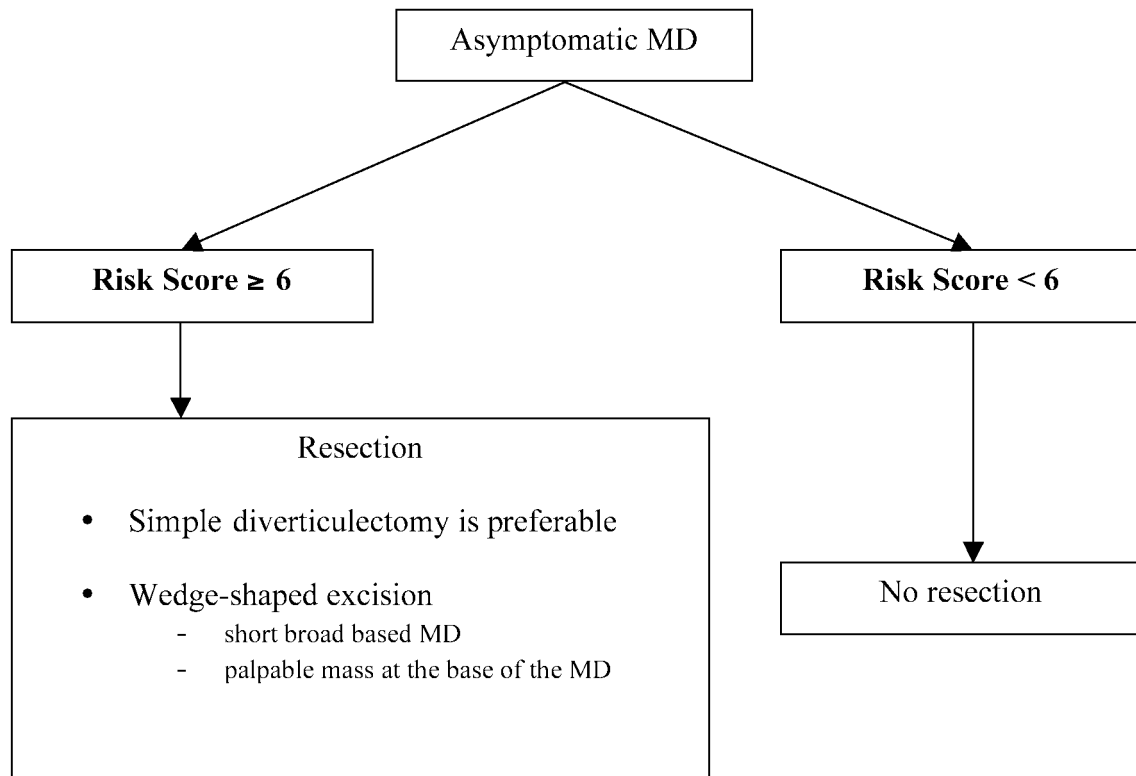 Asymptomatic MD
Risk Score ≥ 6
Risk Score < 6
Resection
• Simple diverticulectomy is preferable
• Wedge-shaped excision
- short broad based MD
- palpable mass at the base of the MD
No resection